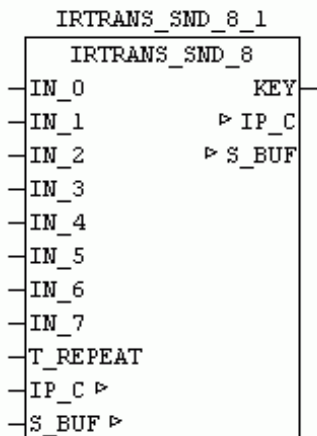 IRTRANS_SND_8_1
IRTRANS_SND_8
IN_0 KEY
IN_1 ▷ IP_C
IN_2 ▷ S_BUF
IN_3
IN_4
IN_5
IN_6
IN_7
T_REPEAT
IP_C ▷
S_BUF ▷